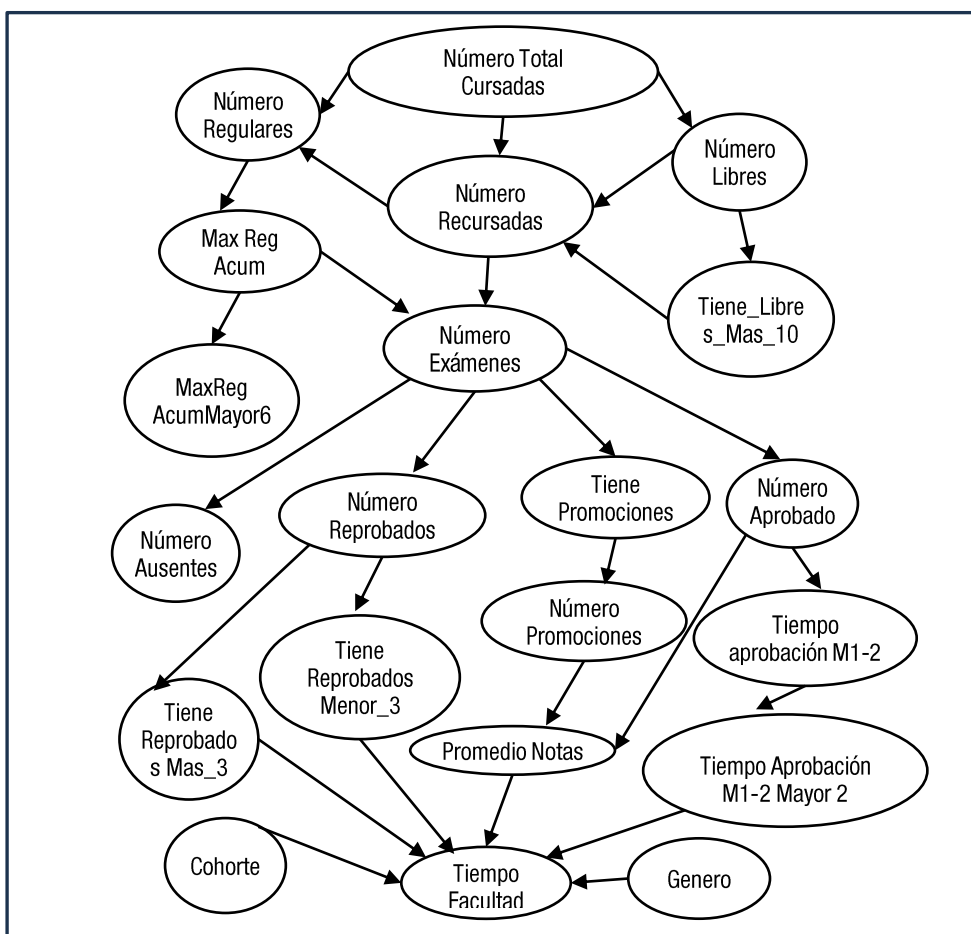 Número Total
Cursadas
Número
Regulares
Número
Libres
Número
Recursadas
Max Reg
Acum
Tiene_Libre
s_Mas_10
Número
Exámenes
MaxReg
AcumMayor6
Número
Reprobados
Tiene
Promociones
Número
Aprobado
Número
Ausentes
Número
Promociones
Tiempo
aprobación M1-2
Tiene
Reprobados
Menor_3
Tiene
Reprobado
s Mas_3
Promedio Notas
Tiempo Aprobación
M1-2 Mayor 2
Cohorte
Tiempo
Facultad
Genero